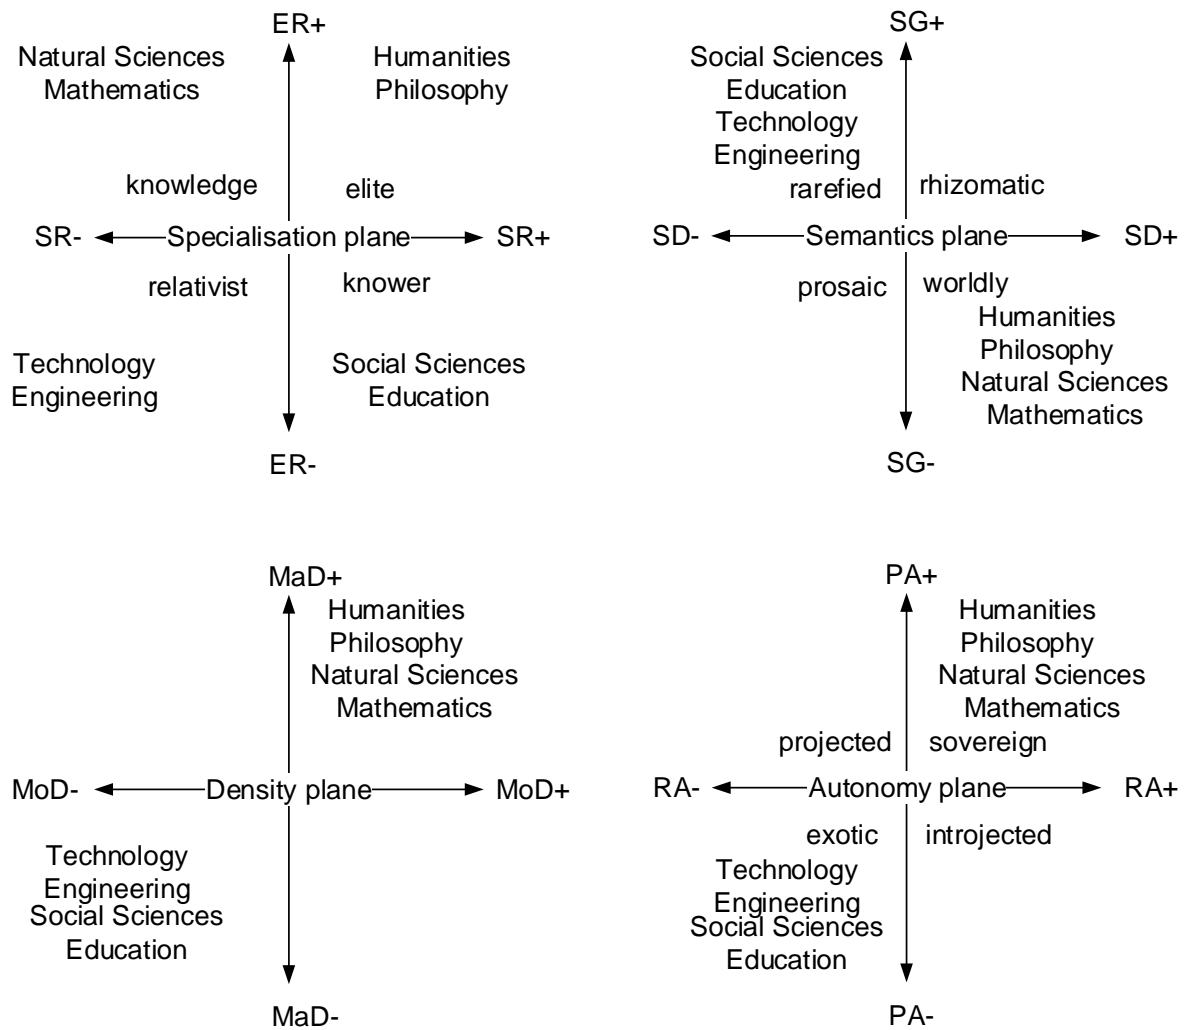 ER+
Natural Sciences
Mathematics
Humanities
Philosophy
knowledge
elite
SR-
Specialisation plane
SR+
relativist
knower
Technology
Engineering
Social Sciences
Education
ER-
SG+
Social Sciences
Education
Technology
Engineering
rarefied
rhizomatic
SD-
Semantics plane
SD+
prosaic
worldly
Humanities
Philosophy
Natural Sciences
Mathematics
SG-
MaD+
Humanities
Philosophy
Natural Sciences
Mathematics
MoD-
Density plane
MoD+
Technology
Engineering
Social Sciences
Education
MaD-
PA+
Humanities
Philosophy
Natural Sciences
Mathematics
projected
sovereign
RA-
Autonomy plane
RA+
exotic
introjected
Technology
Engineering
Social Sciences
Education
PA-